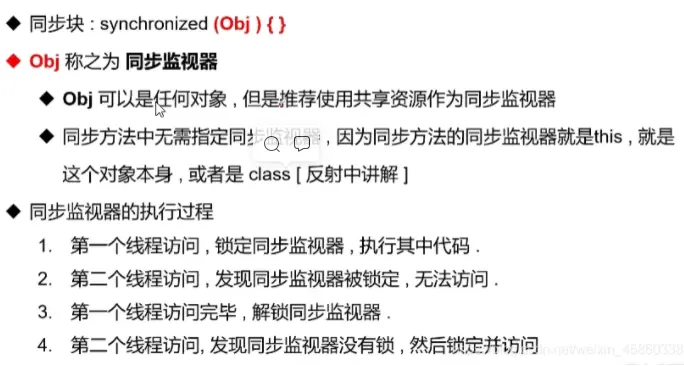 同步块 : synchronized (Obj ) { }
Obj 称之为 同步监视器
Obj 可以是任何对象 , 但是推荐使用共享资源作为同步监视器
同步方法中无需指定同步监视器 , 因为同步方法的同步监视器就是this , 就是
这个对象本身 , 或者是 class [ 反射中讲解 ]
同步监视器的执行过程
1. 第一个线程访问 , 锁定同步监视器 , 执行其中代码 .
2. 第二个线程访问 , 发现同步监视器被锁定 , 无法访问 .
3. 第一个线程访问完毕 , 解锁同步监视器 .
4. 第二个线程访问, 发现同步监视器没有锁 , 然后锁定并访问